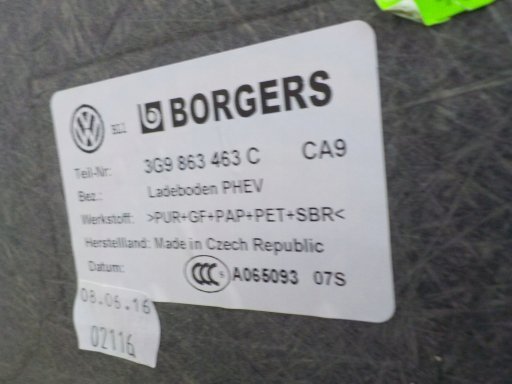 BORGERS
Teil-Nr: 3G9 863 463 C CA9
Bez.: Ladeboden PHEV
Werkstoff: >PUR+GF+PAP+PET+SBR<
Herstellland: Made in Czech Republic
Datum: CCC S A065093 07S
08.06.16
02116